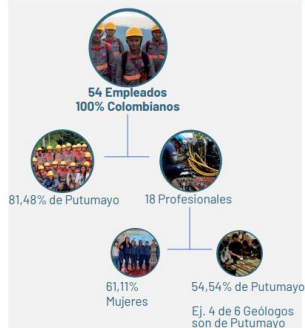 54 Empleados
100% Colombianos
81,48% de Putumayo
18 Profesionales
61,11%
Mujeres
54,54% de Putumayo
Ej. 4 de 6 Geólogos
son de Putumayo